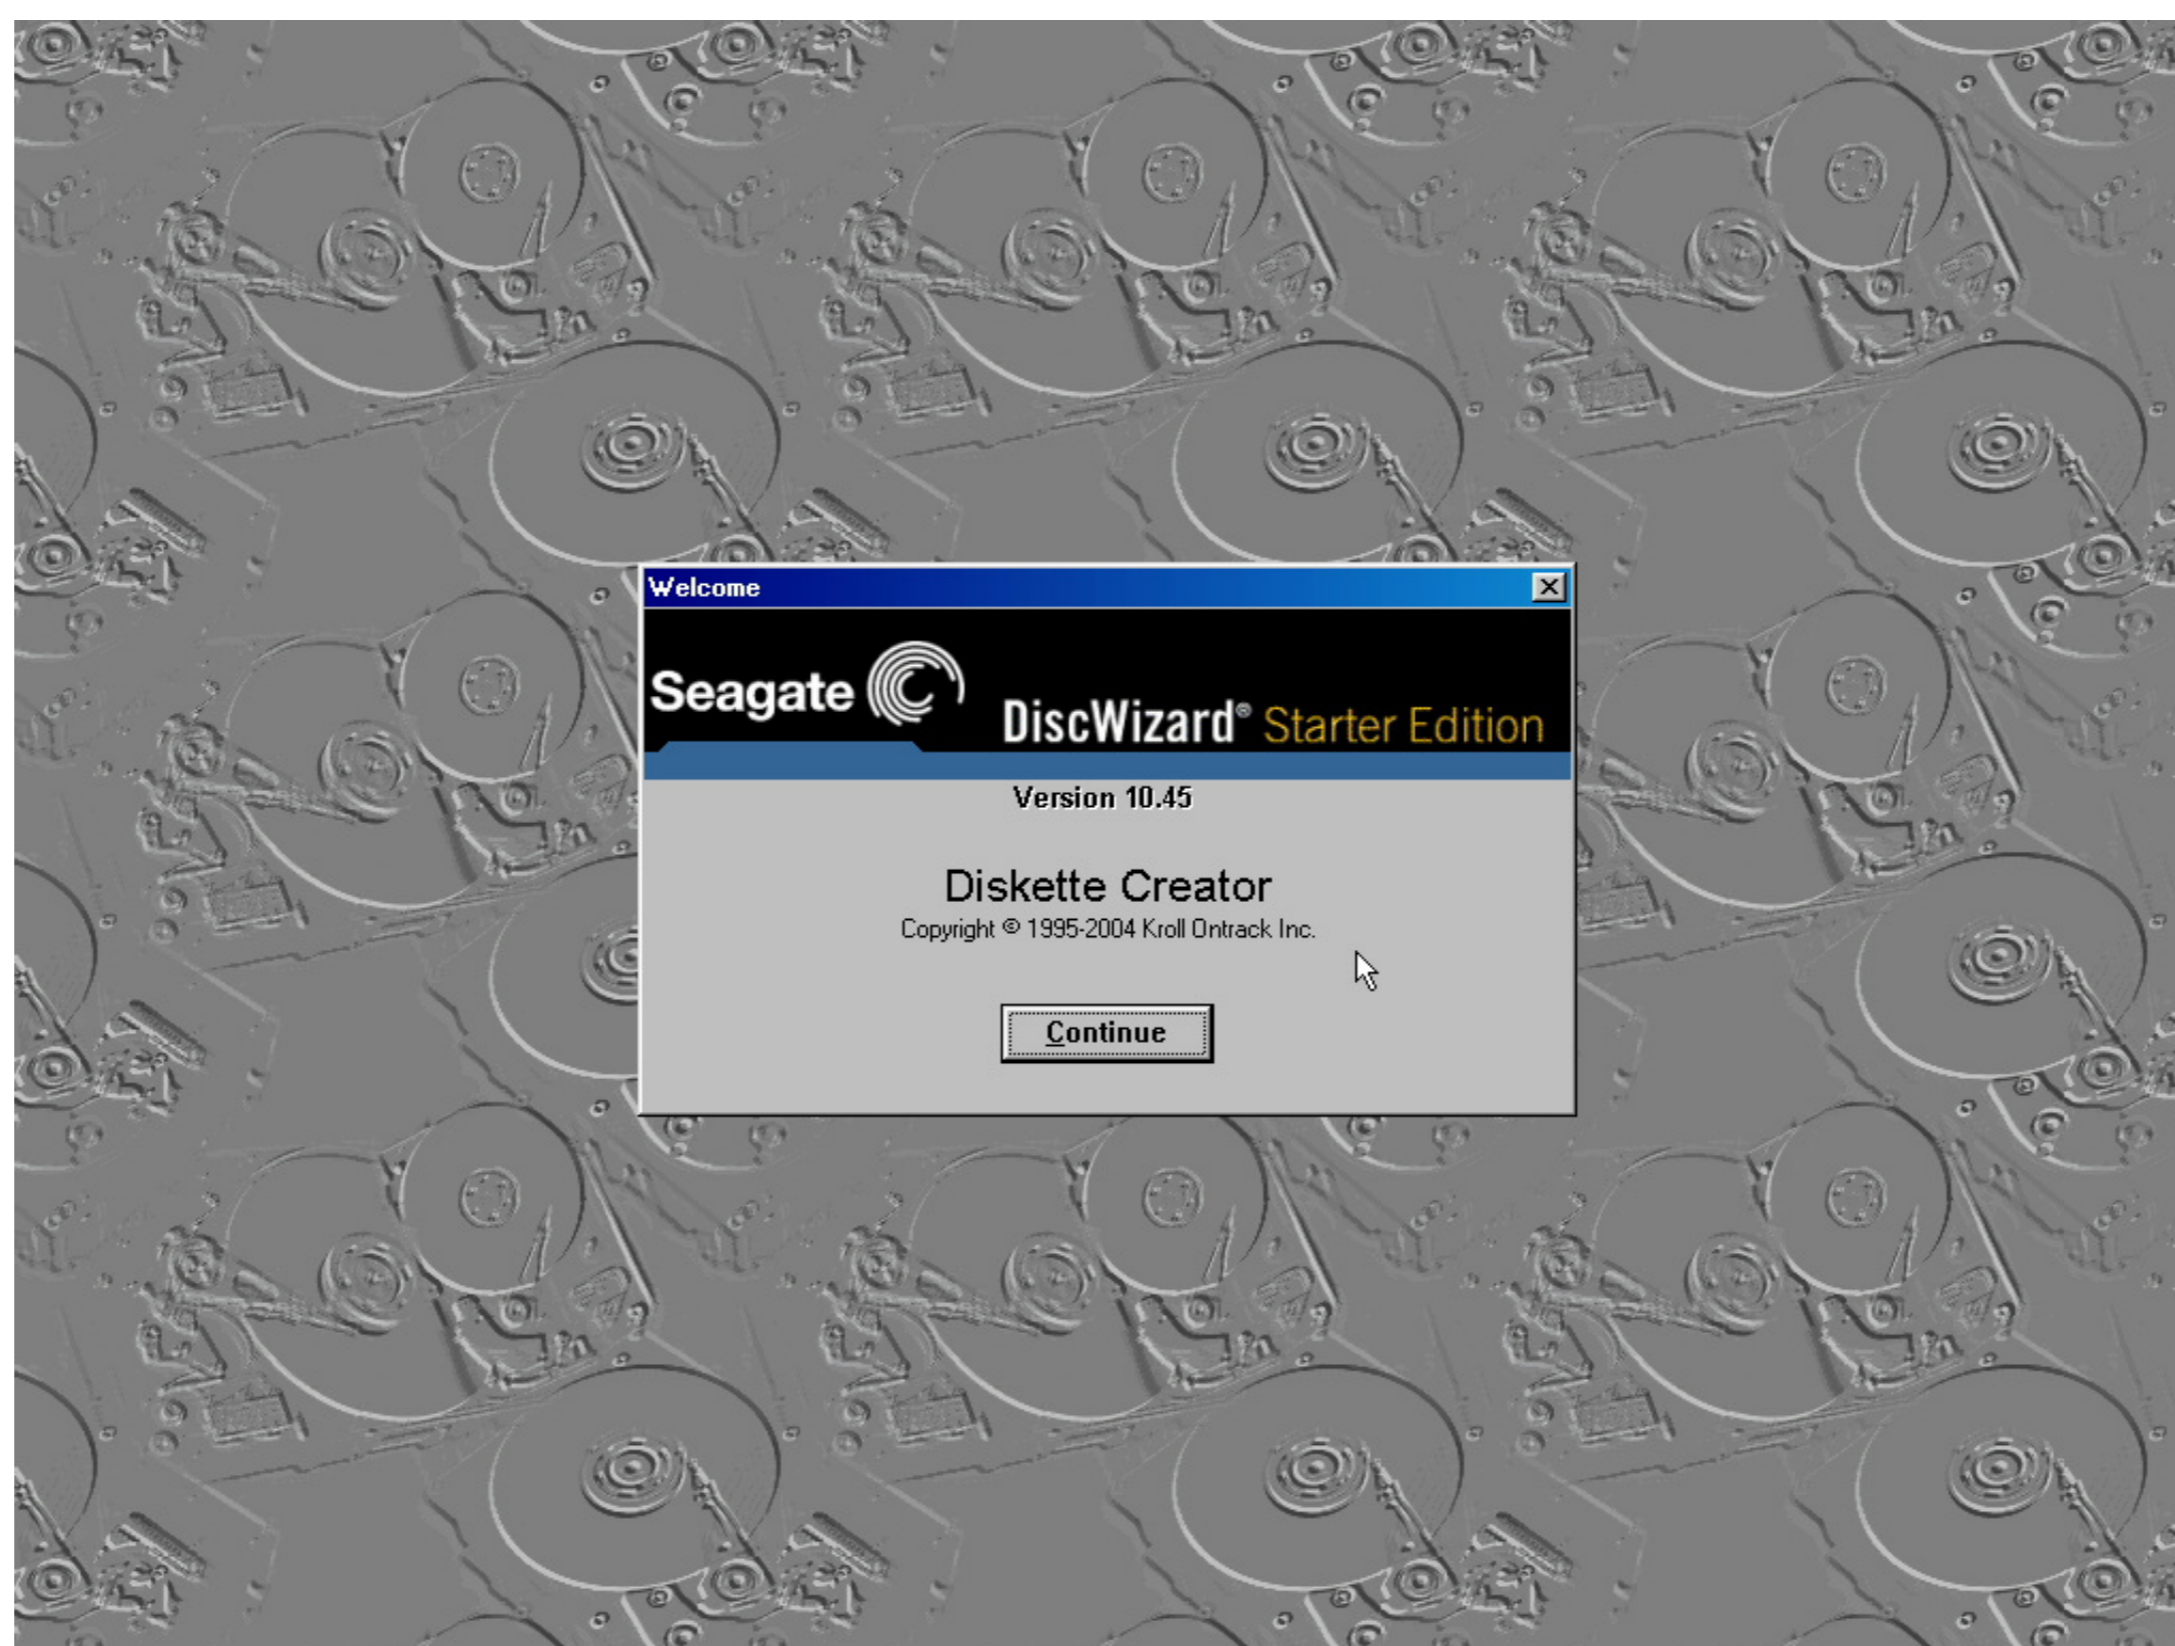 Welcome
Seagate
DiscWizard® Starter Edition
Version 10.45
Diskette Creator
Copyright © 1995-2004 Kroll Ontrack Inc.
Continue